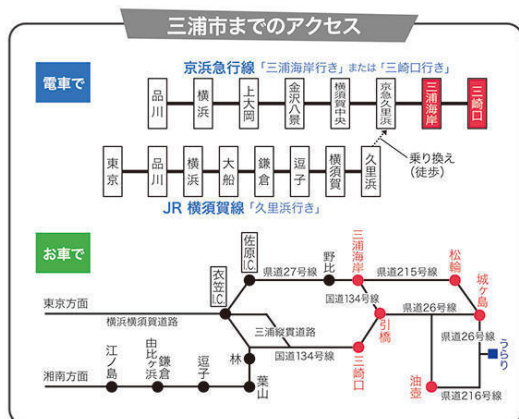 三浦市までのアクセス
電車で
京浜急行線「三浦海岸行き」または「三崎口行き」
品川
横浜
上大岡
金沢八景
横須賀中央
京急久里浜
三浦海岸
三崎口
乗り換え
(徒歩)
東京
品川
横浜
大船
鎌倉
逗子
横須賀
久里浜
JR 横須賀線「久里浜行き」
お車で
佐原I.C.
衣笠I.C.
野比
三浦海岸
松輪
城ヶ島
県道27号線
県道215号線
国道134号線
東京方面
横浜横須賀道路
三浦縦貫道路
引橋
県道26号線
県道26号線
うらり
林
国道134号線
三崎口
油壺
県道216号線
湘南方面
江ノ島
由比ヶ浜
鎌倉
逗子
葉山